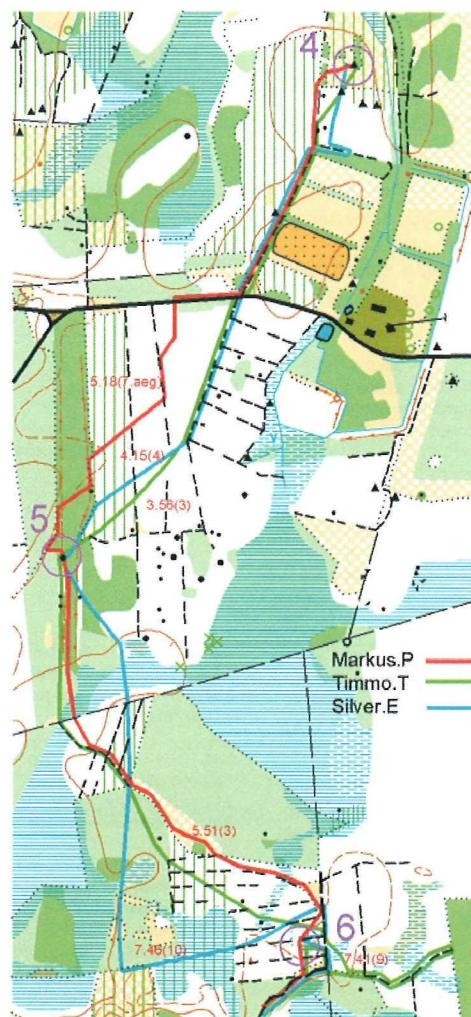 4
5.18(7.aeg)
4.15(4)
3.56(3)
5
Markus.P
Timmo.T
Silver.E
5.51(3)
6
7.46(10)
7.41(9)